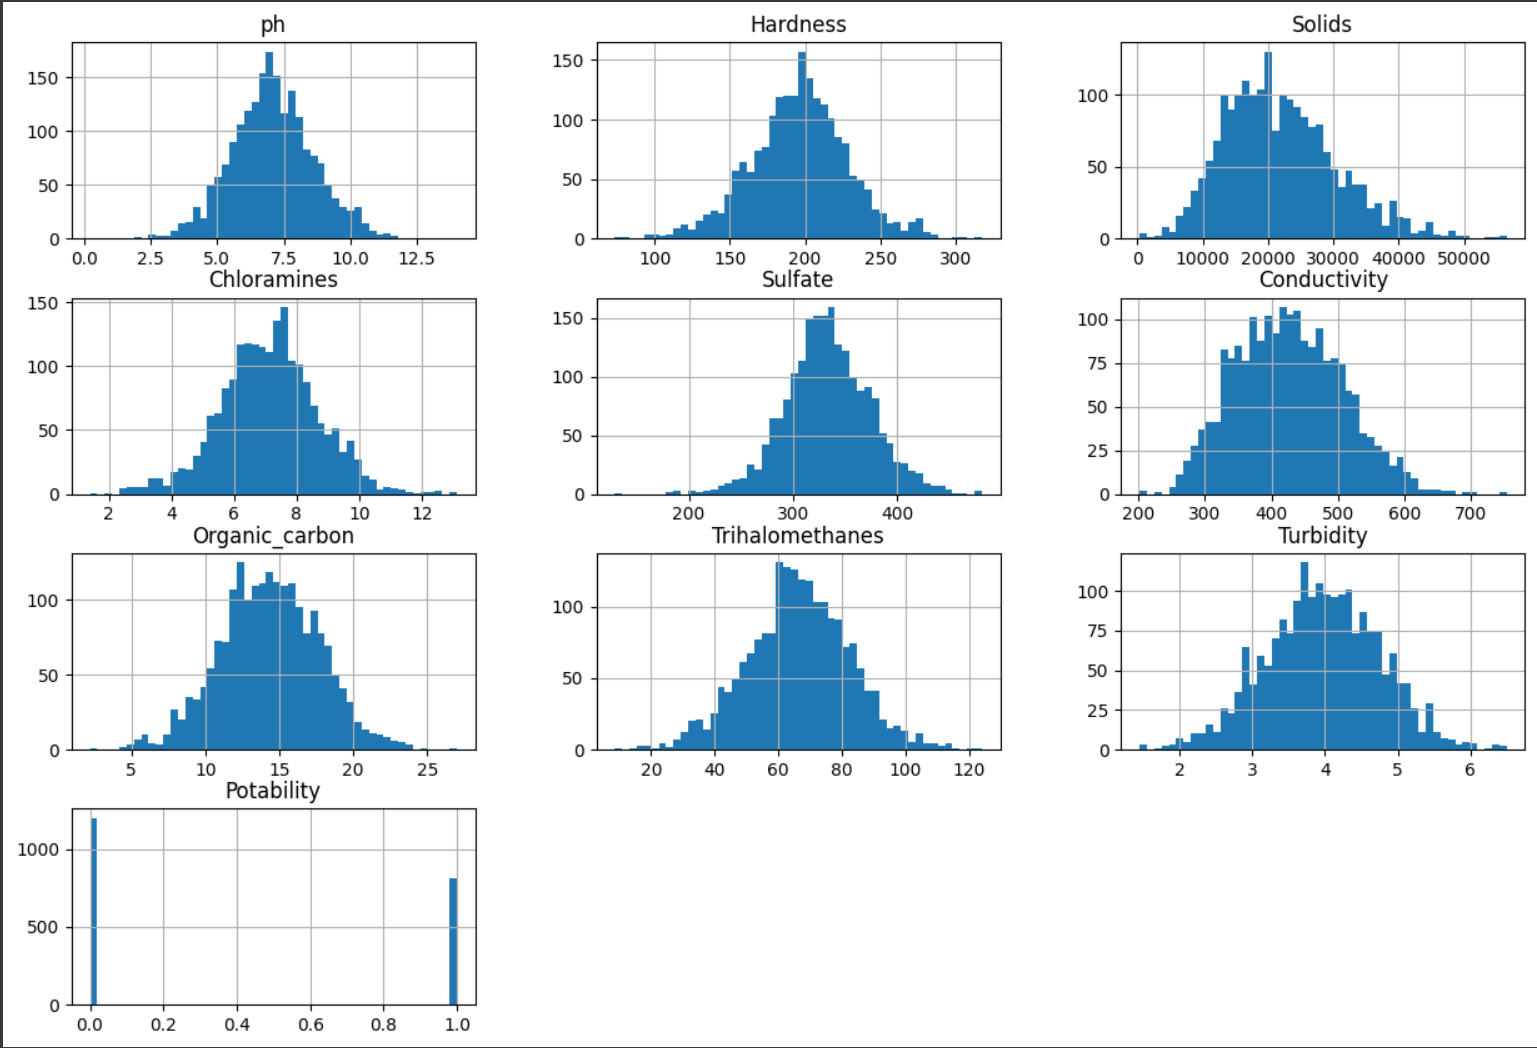 ph Hardness Solids
150
100
50
0
0.0 2.5 5.0 7.5 10.0 12.5
150
100
50
0
100 150 200 250 300
100
50
0
0 10000 20000 30000 40000 50000
Chloramines Sulfate Conductivity
150
100
50
0
2 4 6 8 10 12
150
100
50
0
200 300 400
100
75
50
25
0
200 300 400 500 600 700
Organic_carbon Trihalomethanes Turbidity
100
50
0
5 10 15 20 25
100
50
0
20 40 60 80 100 120
100
75
50
25
0
2 3 4 5 6
Potability
1000
500
0
0.0 0.2 0.4 0.6 0.8 1.0